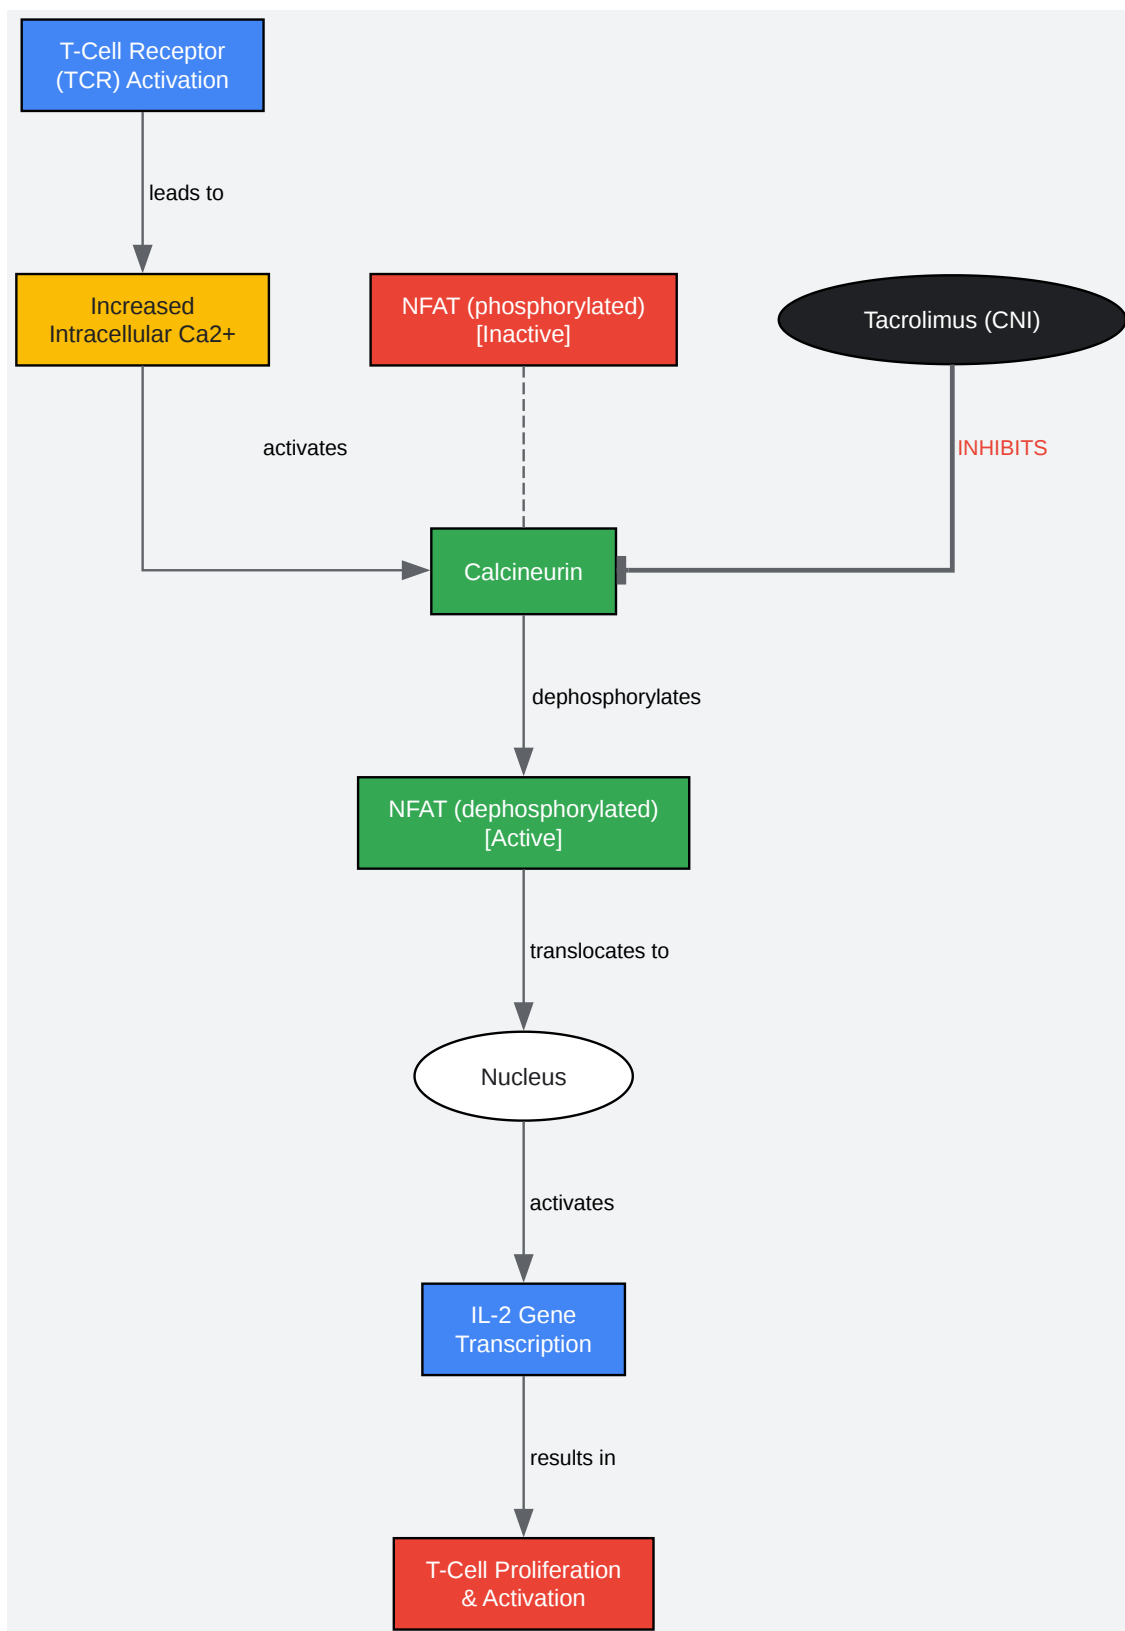 T-Cell Receptor
(TCR) Activation
leads to
Increased
Intracellular Ca2+
NFAT (phosphorylated)
[Inactive]
Tacrolimus (CNI)
activates
INHIBITS
Calcineurin
dephosphorylates
NFAT (dephosphorylated)
[Active]
translocates to
Nucleus
activates
IL-2 Gene
Transcription
results in
T-Cell Proliferation
& Activation